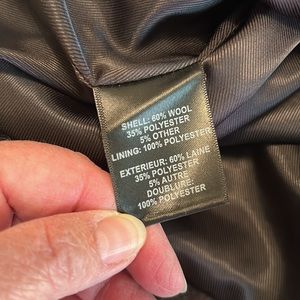 SHELL: 60% WOOL
35% POLYESTER
5% OTHER
LINING: 100% POLYESTER
EXTERIEUR: 60% LAINE
35% POLYESTER
5% AUTRE
DOUBLURE:
100% POLYESTER